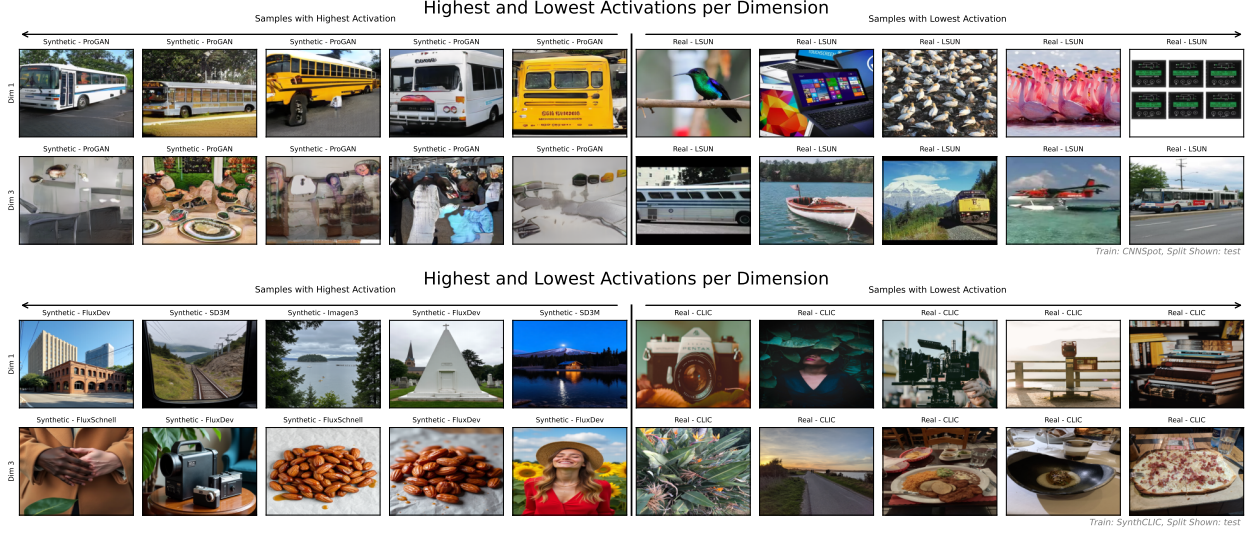 Highest and Lowest Activations per Dimension
Samples with Highest Activation Samples with Lowest Activation
Synthetic - ProGAN Synthetic - ProGAN Synthetic - ProGAN Synthetic - ProGAN Synthetic - ProGAN Real - LSUN Real - LSUN Real - LSUN Real - LSUN Real - LSUN
Dim 1
Synthetic - ProGAN Synthetic - ProGAN Synthetic - ProGAN Synthetic - ProGAN Synthetic - ProGAN Real - LSUN Real - LSUN Real - LSUN Real - LSUN Real - LSUN
Dim 3
Train: CNNSpot, Split Shown: test
Highest and Lowest Activations per Dimension
Samples with Highest Activation Samples with Lowest Activation
Synthetic - FluxDev Synthetic - SD3M Synthetic - Imagen3 Synthetic - FluxDev Synthetic - SD3M Real - CLIC Real - CLIC Real - CLIC Real - CLIC Real - CLIC
Dim 1
Synthetic - FluxSchnell Synthetic - FluxDev Synthetic - FluxSchnell Synthetic - FluxDev Synthetic - FluxDev Real - CLIC Real - CLIC Real - CLIC Real - CLIC Real - CLIC
Dim 3
Train: SynthCLIC, Split Shown: test